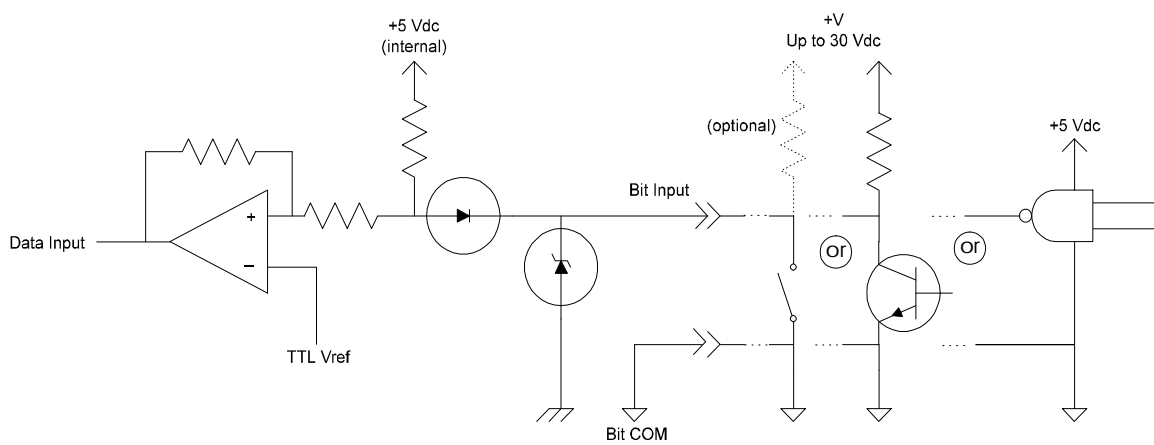 +5 Vdc
(internal)
+V
Up to 30 Vdc
(optional)
+5 Vdc
Bit Input
+
Data Input
or
or
−
TTL Vref
Bit COM